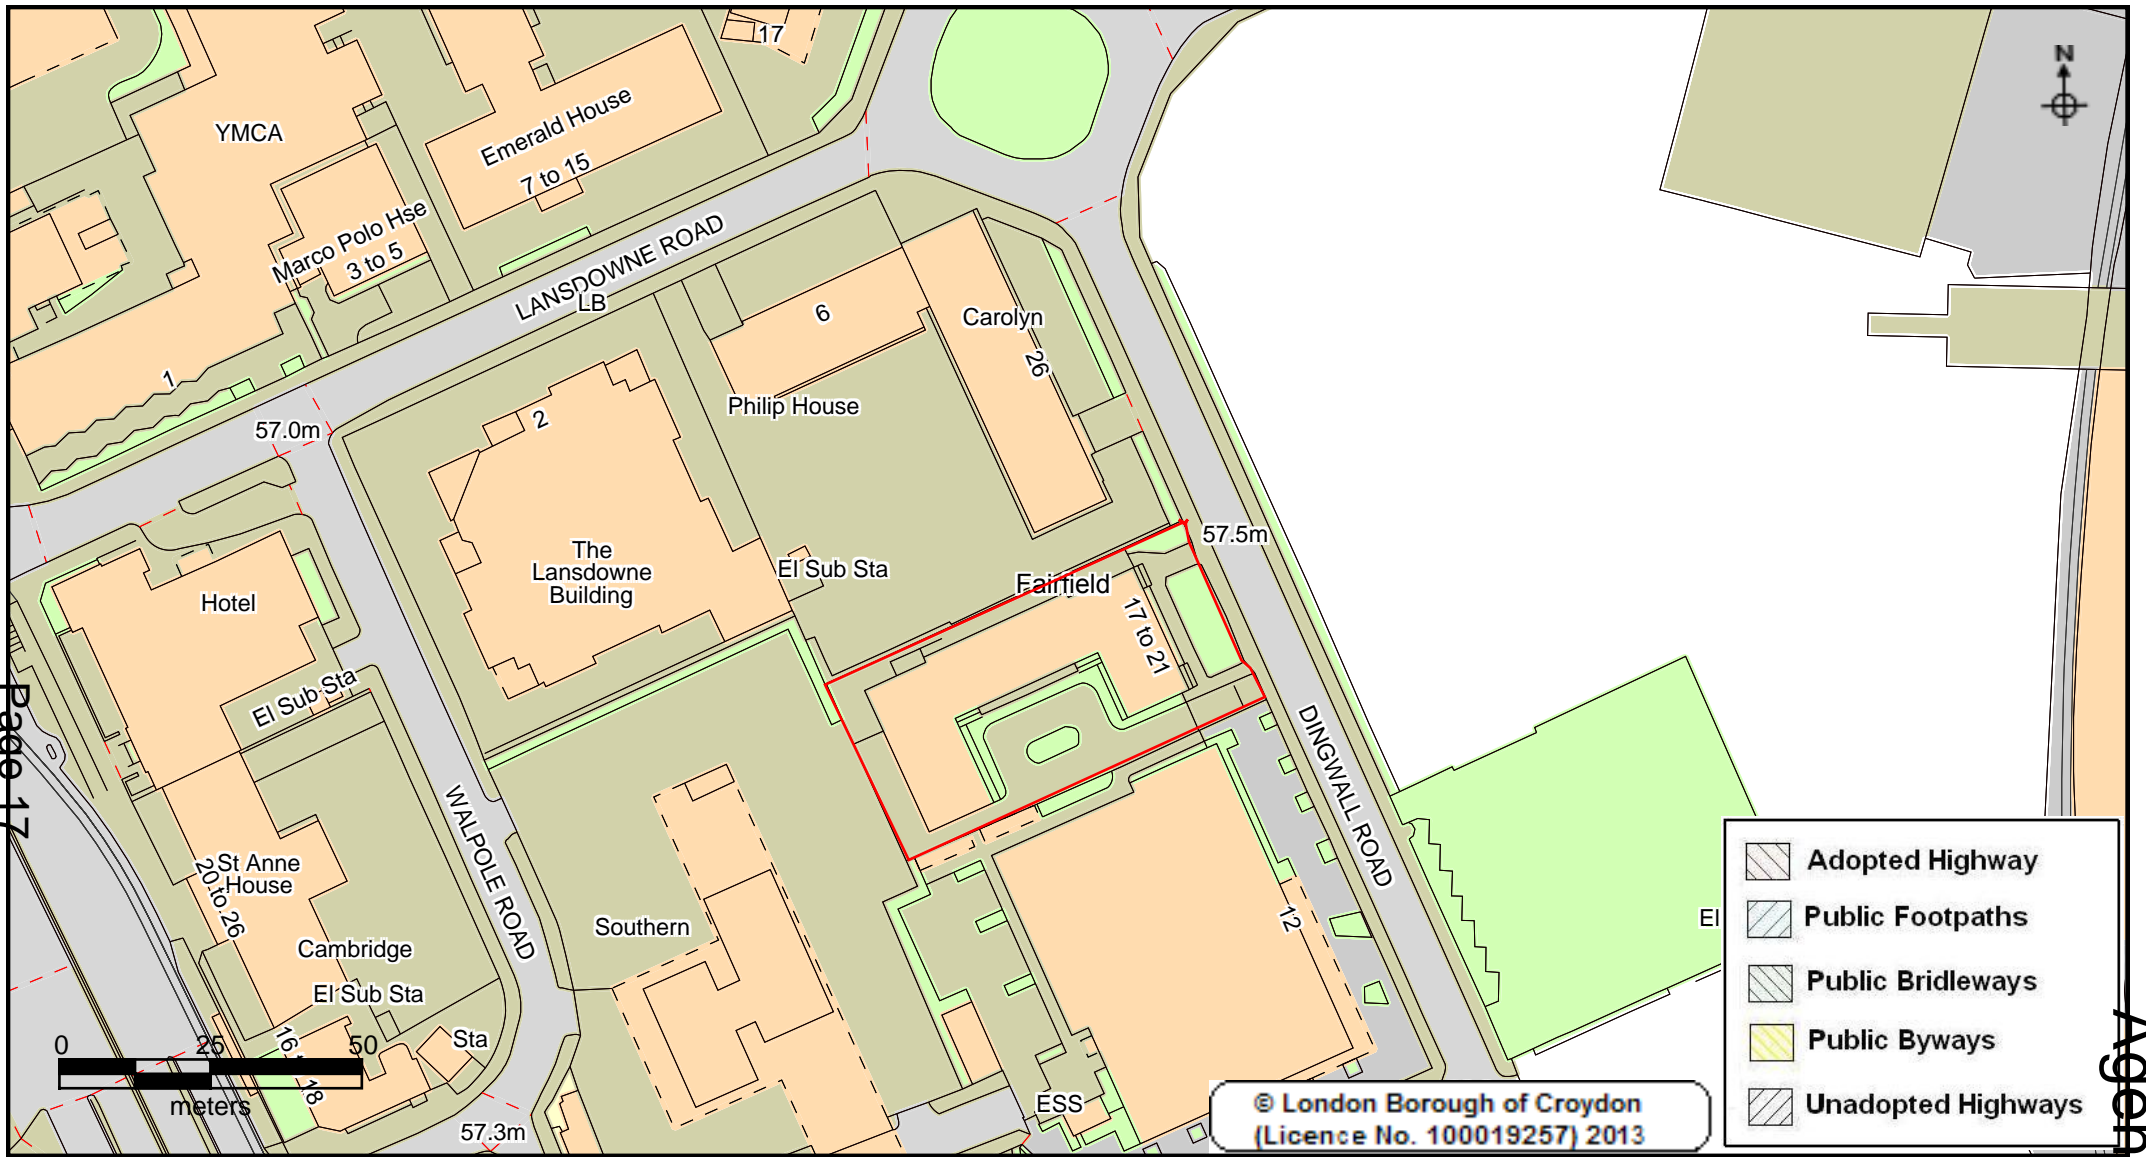 17
N
YMCA
Emerald House
7 to 15
Marco Polo Hse
3 to 5
LANSDOWNE ROAD
LB
6
Carolyn
26
1
2
Philip House
57.0m
57.5m
The
Lansdowne
Building
El Sub Sta
Fairfield
17 to 21
Hotel
El Sub Sta
Page 17
DINGWALL ROAD
WALPOLE ROAD
St Anne
House
20 to 26
Southern
12
El
Cambridge
El Sub Sta
Sta
0 25 50
meters
ESS
57.3m
Adopted Highway
Public Footpaths
Public Bridleways
Public Byways
Unadopted Highways
© London Borough of Croydon
(Licence No. 100019257) 2013
Agen